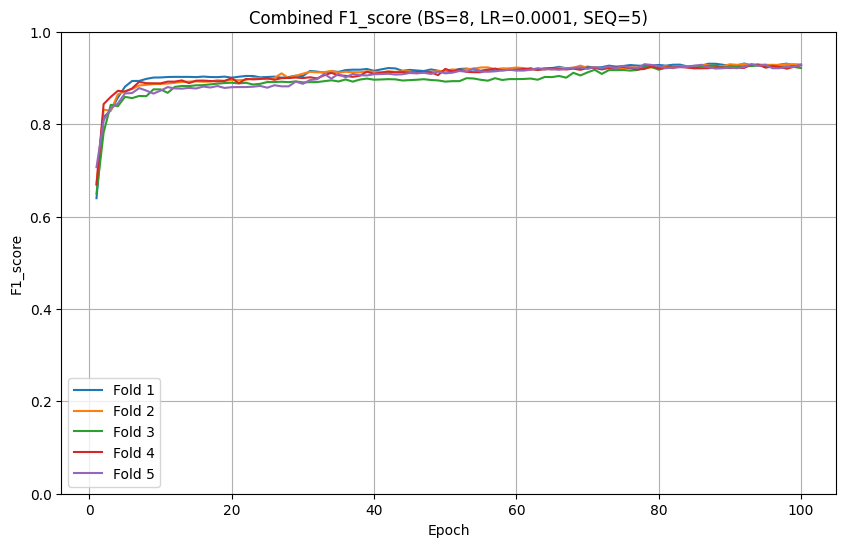 Combined F1_score (BS=8, LR=0.0001, SEQ=5)
1.0
0.8
0.6
0.4
0.2
0.0
F1_score
Fold 1
Fold 2
Fold 3
Fold 4
Fold 5
0 20 40 60 80 100
Epoch